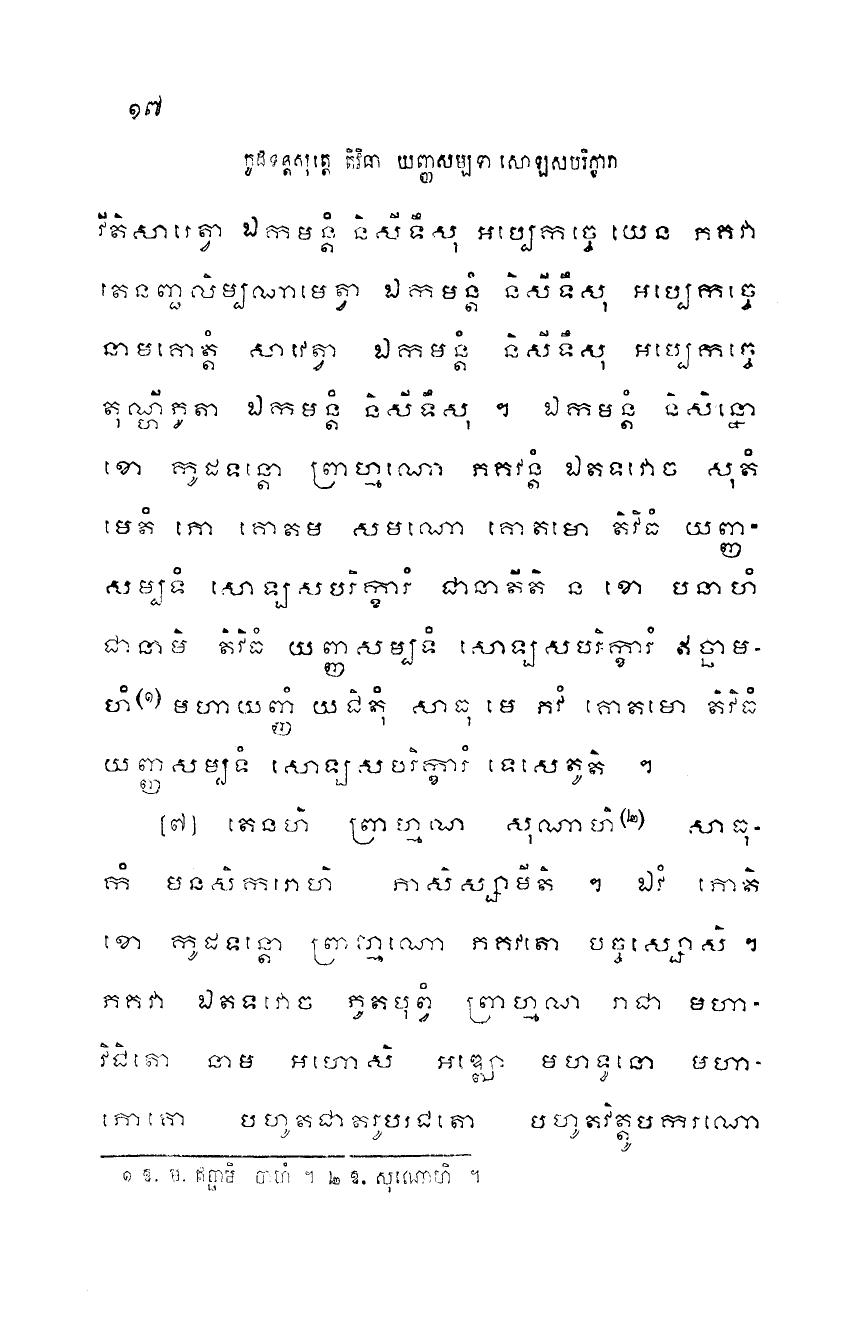 ១៧
កូដទន្តសុត្តេ តិវិធា យញ្ញសម្បទា សោឡសបរិក្ខារា
វីតិសារេត្វា ឯកមន្តំ និសីទឹសុ អប្បេកច្ចេ យេន ភគវា
តេនញ្ជលិម្បណាមេត្វា ឯកមន្តំ និសីទឹសុ អប្បេកច្ចេ
នាមគោត្តំ សាវេត្វា ឯកមន្តំ និសីទឹសុ អប្បេកច្ចេ
តុណ្ហីភូតា ឯកមន្តំ និសីទឹសុ ។ ឯកមន្តំ និសិន្នោ
ខោ កូដទន្តោ ព្រាហ្មណោ ភគវន្តំ ឯតទវោច សុតំ
មេតំ ភោ គោតម សមណោ គោតមោ តិវិធំ យញ្ញ-
សម្បទំ សោឡសបរិក្ខារំ ជានាតីតិ ន ខោ បនាហំ
ជានាមិ តិវិធំ យញ្ញសម្បទំ សោឡសបរិក្ខារំ ឥច្ឆាម-
ហំ(១) មហាយញ្ញំ យជិតុំ សាធុ មេ ភវំ គោតមោ តិវិធំ
យញ្ញសម្បទំ សោឡសបរិក្ខារំ ទេសេតូតិ ។
[៧] តេនហិ ព្រាហ្មណ សុណាហិ(២) សាធុ-
កំ មនសិករោហិ ភាសិស្សាមីតិ ។ ឯវំ ភោតិ
ខោ កូដទន្តោ ព្រាហ្មណោ ភគវតោ បច្ចស្សោសិ ។
ភគវា ឯតទវោច ភូតបុព្វំ ព្រាហ្មណ រាជា មហា-
វិជិតោ នាម អហោសិ អឌ្ឍោ មហទ្ធនោ មហា-
ភោគោ បហូតជាតរូបរជតោ បហូតវិត្តូបករណោ
១ ឱ. ម. ឥច្ឆាមិ ចាហំ ។ ២ ឱ. សុណោហិ ។